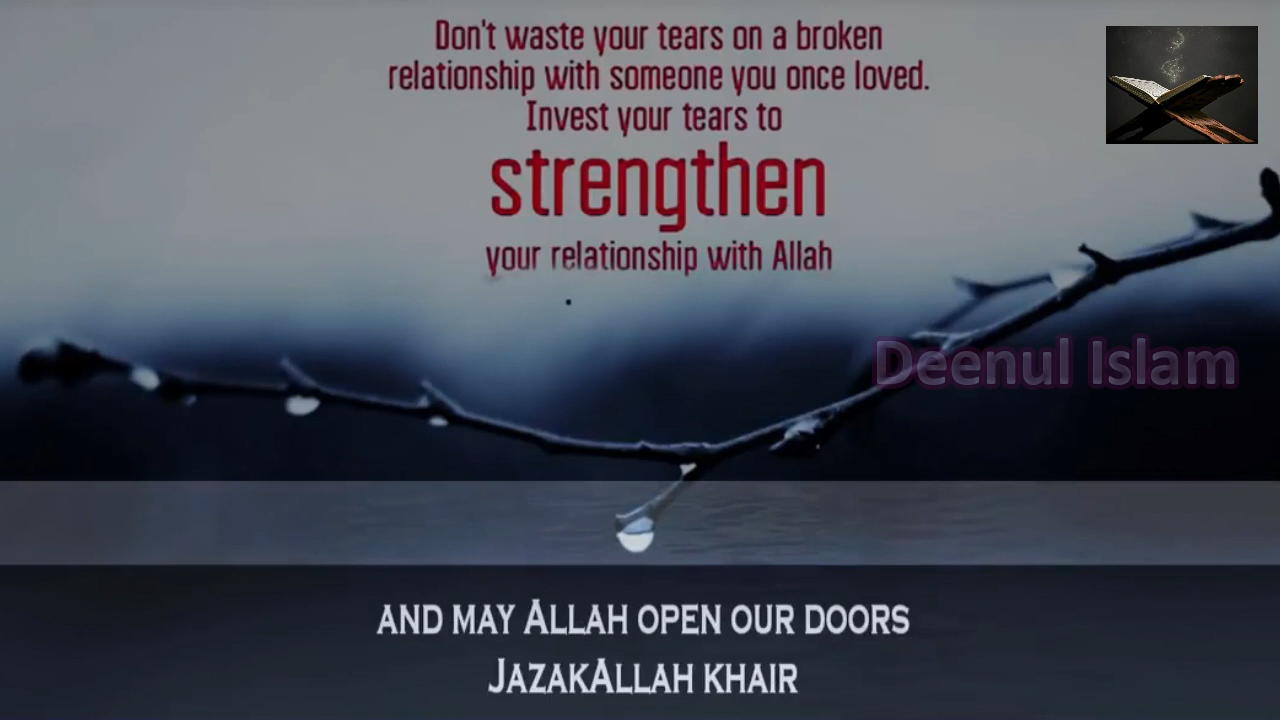 Don't waste your tears on a broken
relationship with someone you once loved.
Invest your tears to
strengthen
your relationship with Allah
Deenul Islam
AND MAY ALLAH OPEN OUR DOORS
JAZAKALLAH KHAIR